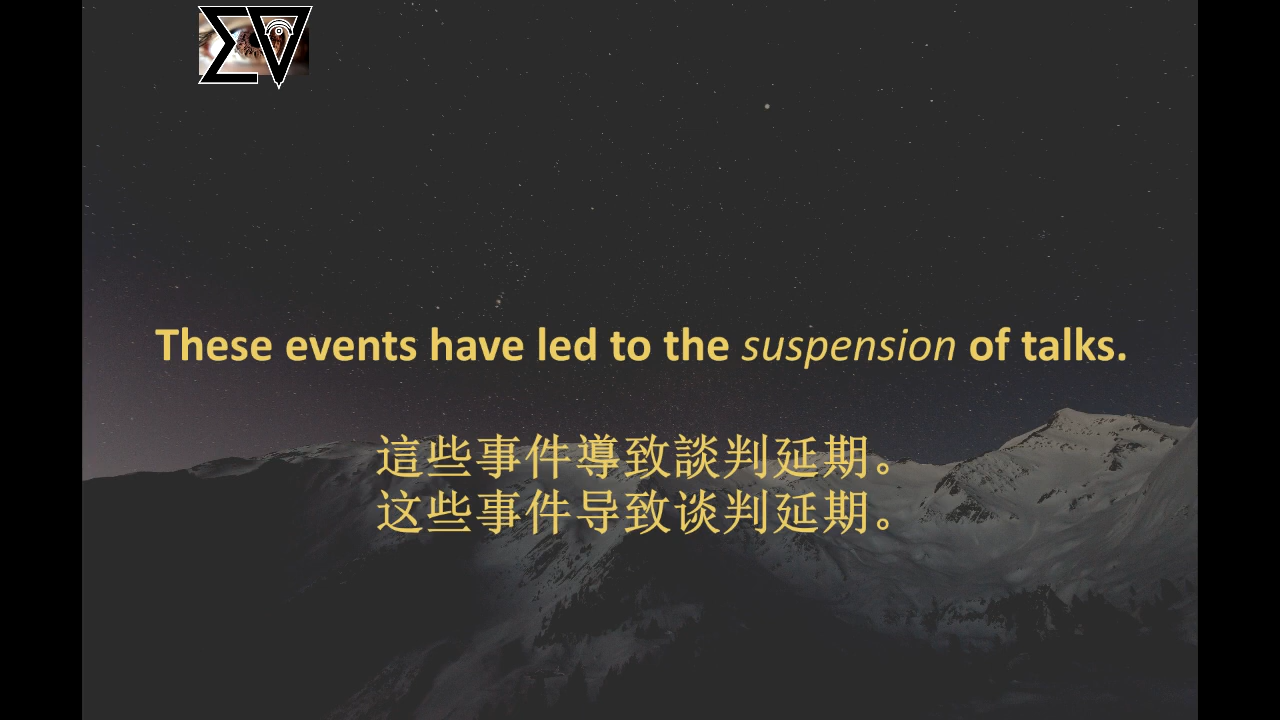 These events have led to the suspension of talks.
這些事件導致談判延期。
这些事件导致谈判延期。